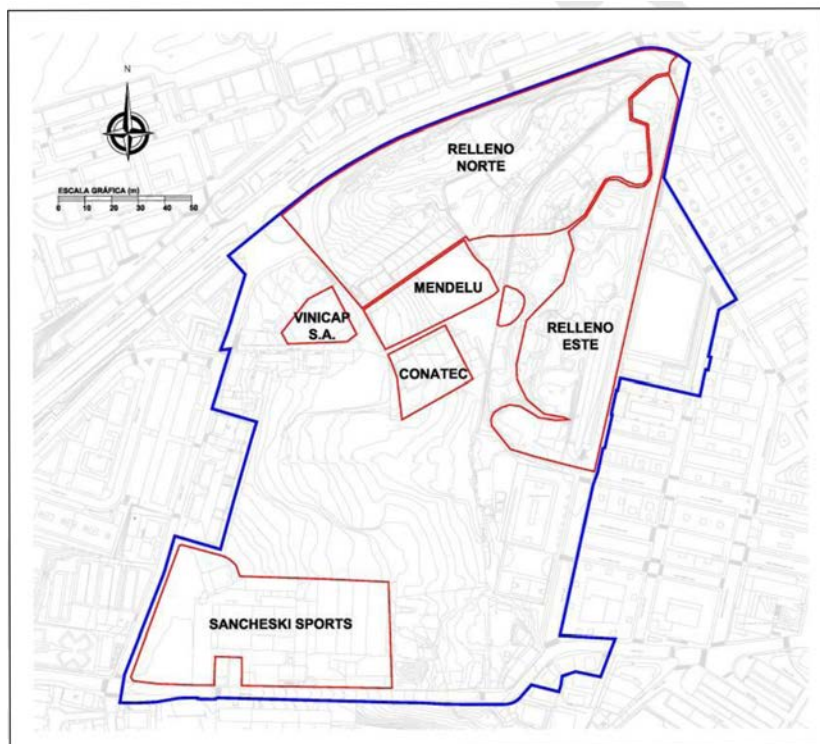 N
ESCALA GRÁFICA (m)
0 10 20 30 40 50
RELLENO
NORTE
MENDELU
VINICAP
S.A.
RELLENO
ESTE
CONATEC
SANCHESKI SPORTS